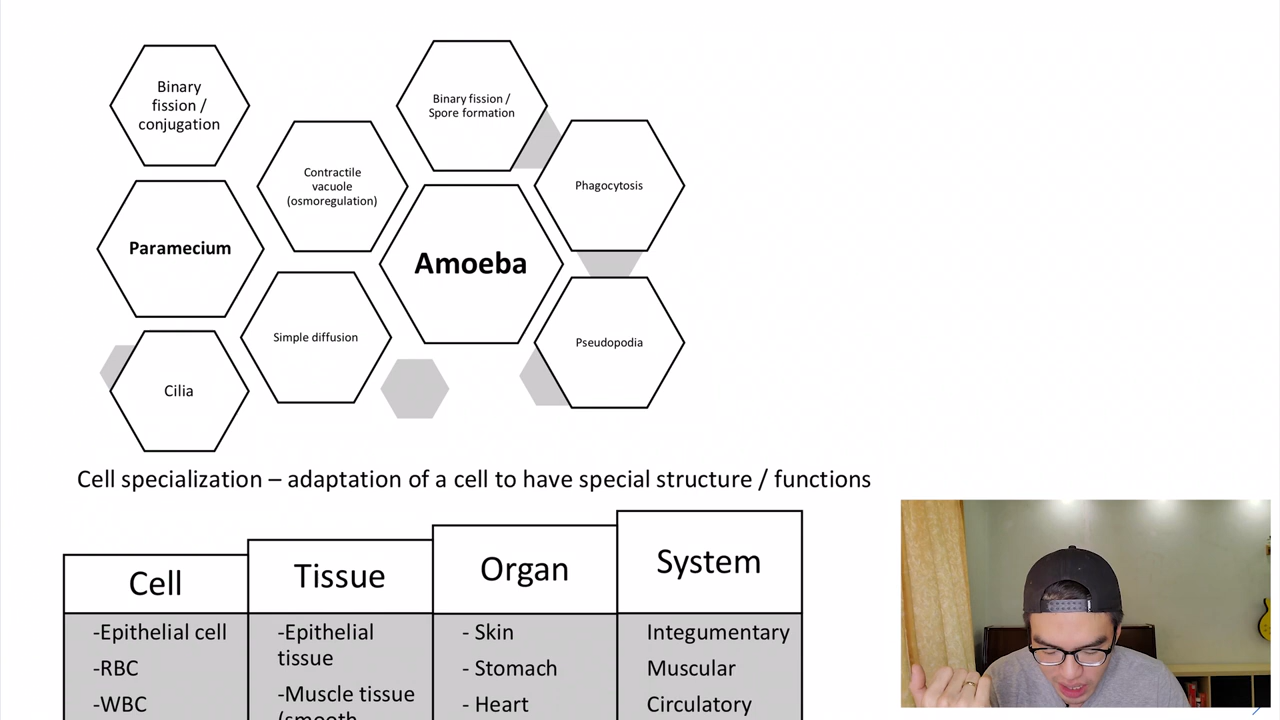 Binary
fission /
conjugation
Binary fission /
Spore formation
Contractile
vacuole
(osmoregulation)
Phagocytosis
Paramecium
Amoeba
Simple diffusion
Pseudopodia
Cilia
Cell specialization – adaptation of a cell to have special structure / functions
Cell
Tissue
Organ
System
-Epithelial cell
-RBC
-WBC
-Epithelial
tissue
-Muscle tissue
(smooth
- Skin
- Stomach
- Heart
Integumentary
Muscular
Circulatory